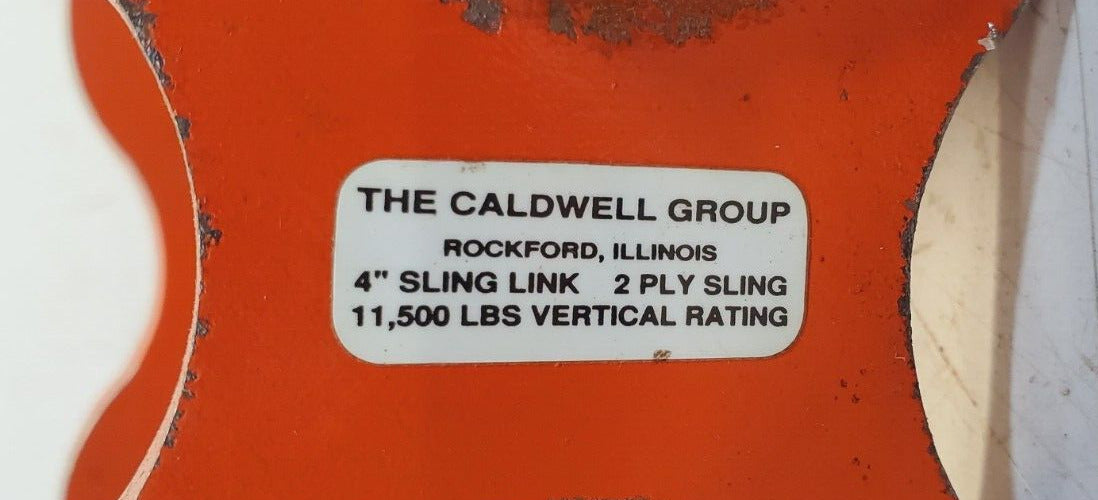 THE CALDWELL GROUP
ROCKFORD, ILLINOIS
4" SLING LINK 2 PLY SLING
11,500 LBS VERTICAL RATING